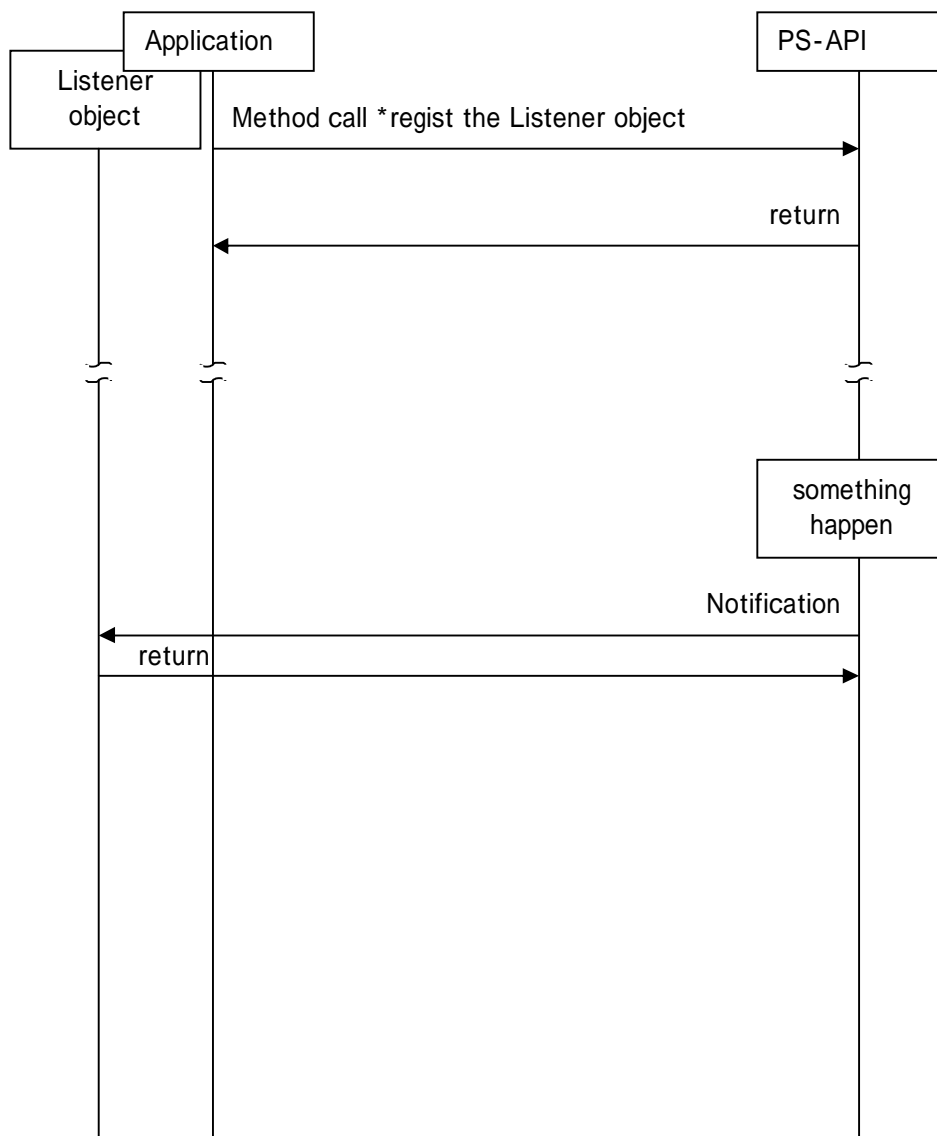 Application
PS-API
Listener
object
Method call *regist the Listener object
return
something
happen
Notification
return